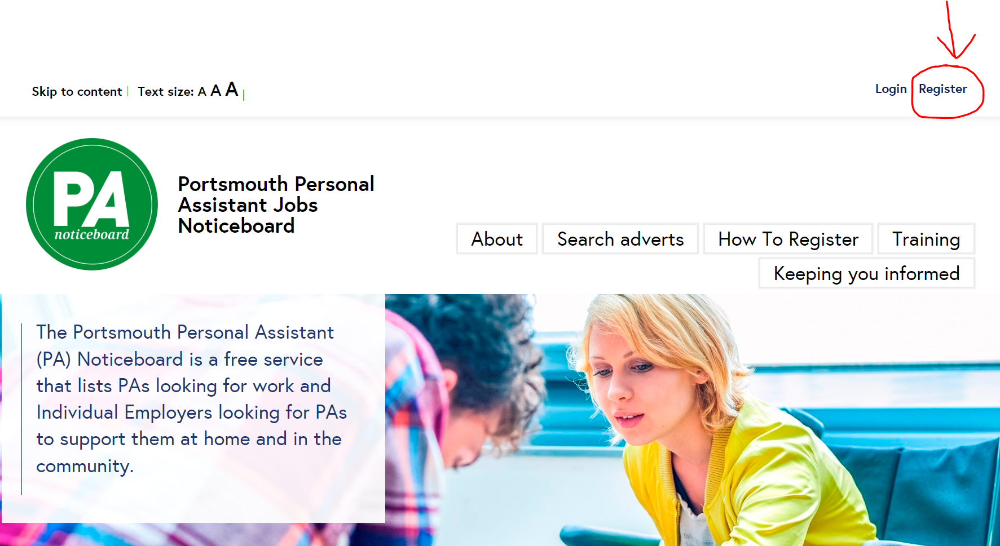 Skip to content Text size: A A A
Login Register
PA
noticeboard
Portsmouth Personal
Assistant Jobs
Noticeboard
About Search adverts How To Register Training
Keeping you informed
The Portsmouth Personal Assistant
(PA) Noticeboard is a free service
that lists PAs looking for work and
Individual Employers looking for PAs
to support them at home and in the
community.